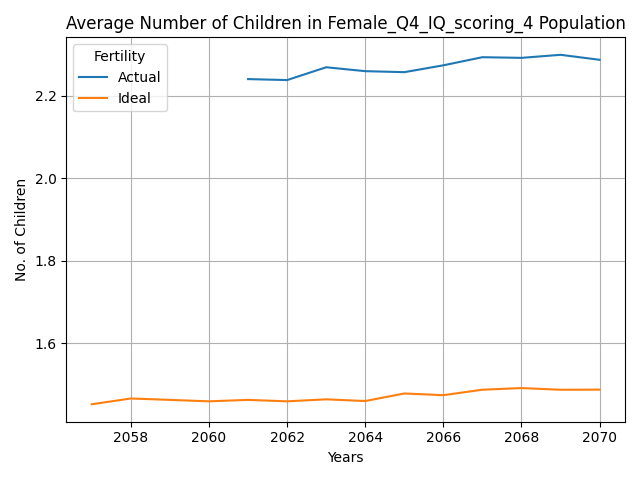 Average Number of Children in Female_Q4_IQ_scoring_4 Population
Fertility
Actual
Ideal
2.2
2.0
1.8
1.6
No. of Children
2058 2060 2062 2064 2066 2068 2070
Years